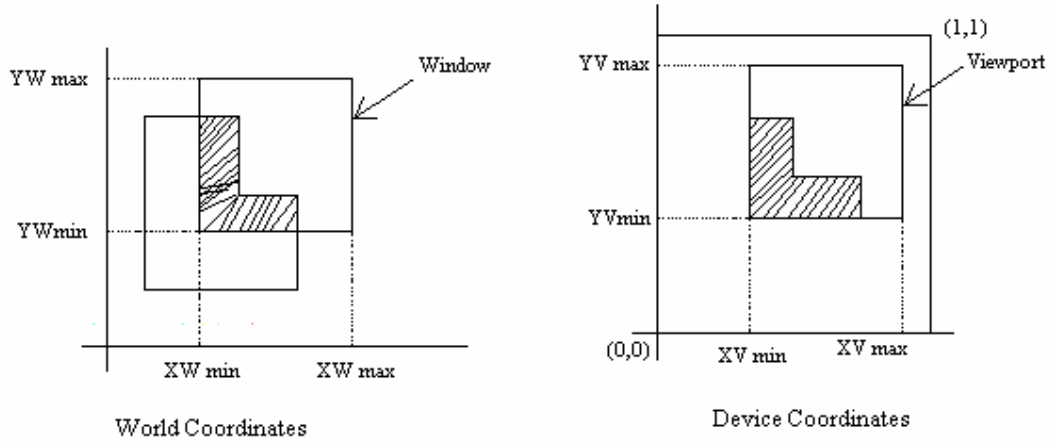 YW max
Window
YWmin
XW min
XW max
World Coordinates
(1,1)
YV max
Viewport
YVmin
(0,0)
XV min
XV max
Device Coordinates